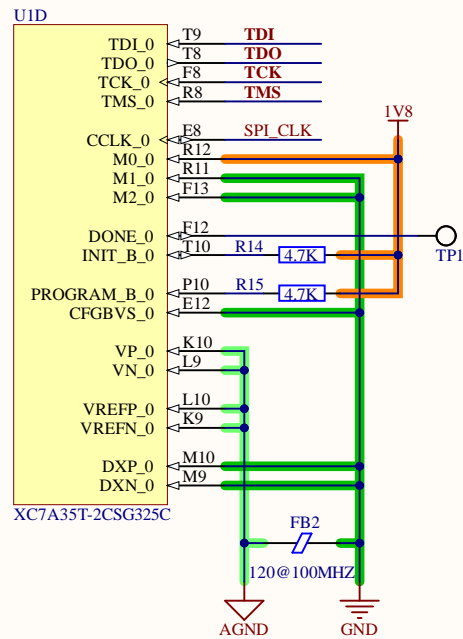 U1D
TDI_0 T9 TDI
TDO_0 T8 TDO
TCK_0 F8 TCK
TMS_0 R8 TMS
1V8
CCLK_0 E8 SPI_CLK
M0_0 R12
M1_0 R11
M2_0 F13
DONE_0 F12
INIT_B_0 T10 R14 4.7K
TP1
PROGRAM_B_0 P10 R15 4.7K
CFGBVS_0 E12
VP_0 K10
VN_0 L9
VREFP_0 L10
VREFN_0 K9
DXP_0 M10
DXN_0 M9
XC7A35T-2CSG325C
FB2
120@100MHZ
AGND GND